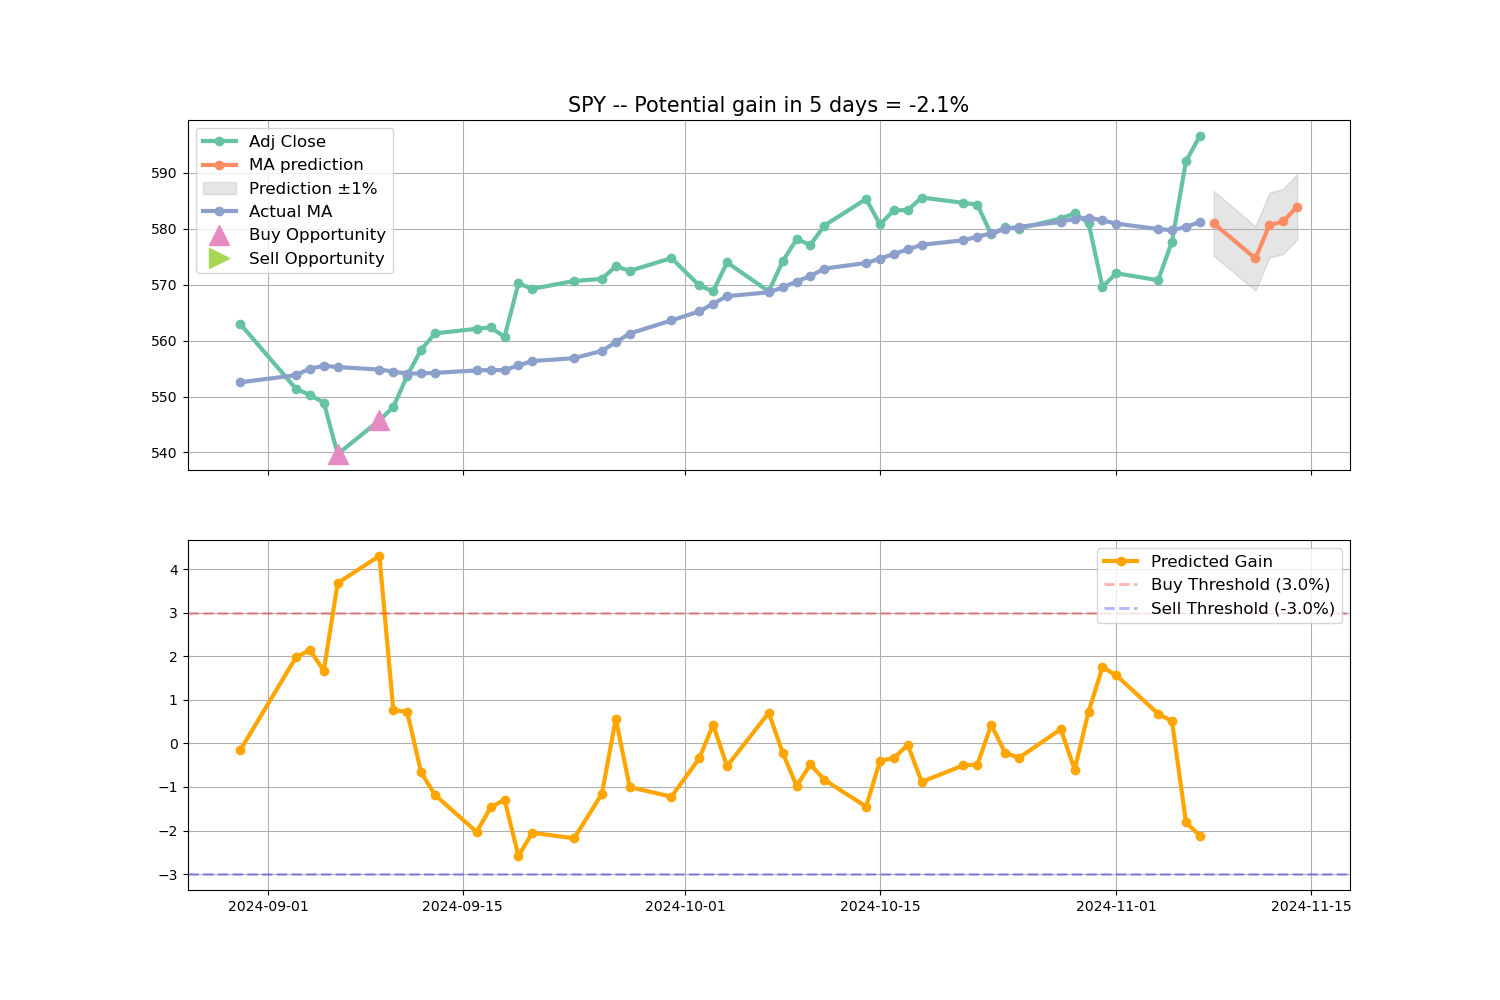 SPY -- Potential gain in 5 days = -2.1%
Adj Close
MA prediction
Prediction ±1%
Actual MA
Buy Opportunity
Sell Opportunity
590
580
570
560
550
540
Predicted Gain
Buy Threshold (3.0%)
Sell Threshold (-3.0%)
4
3
2
1
0
−1
−2
−3
2024-09-01 2024-09-15 2024-10-01 2024-10-15 2024-11-01 2024-11-15